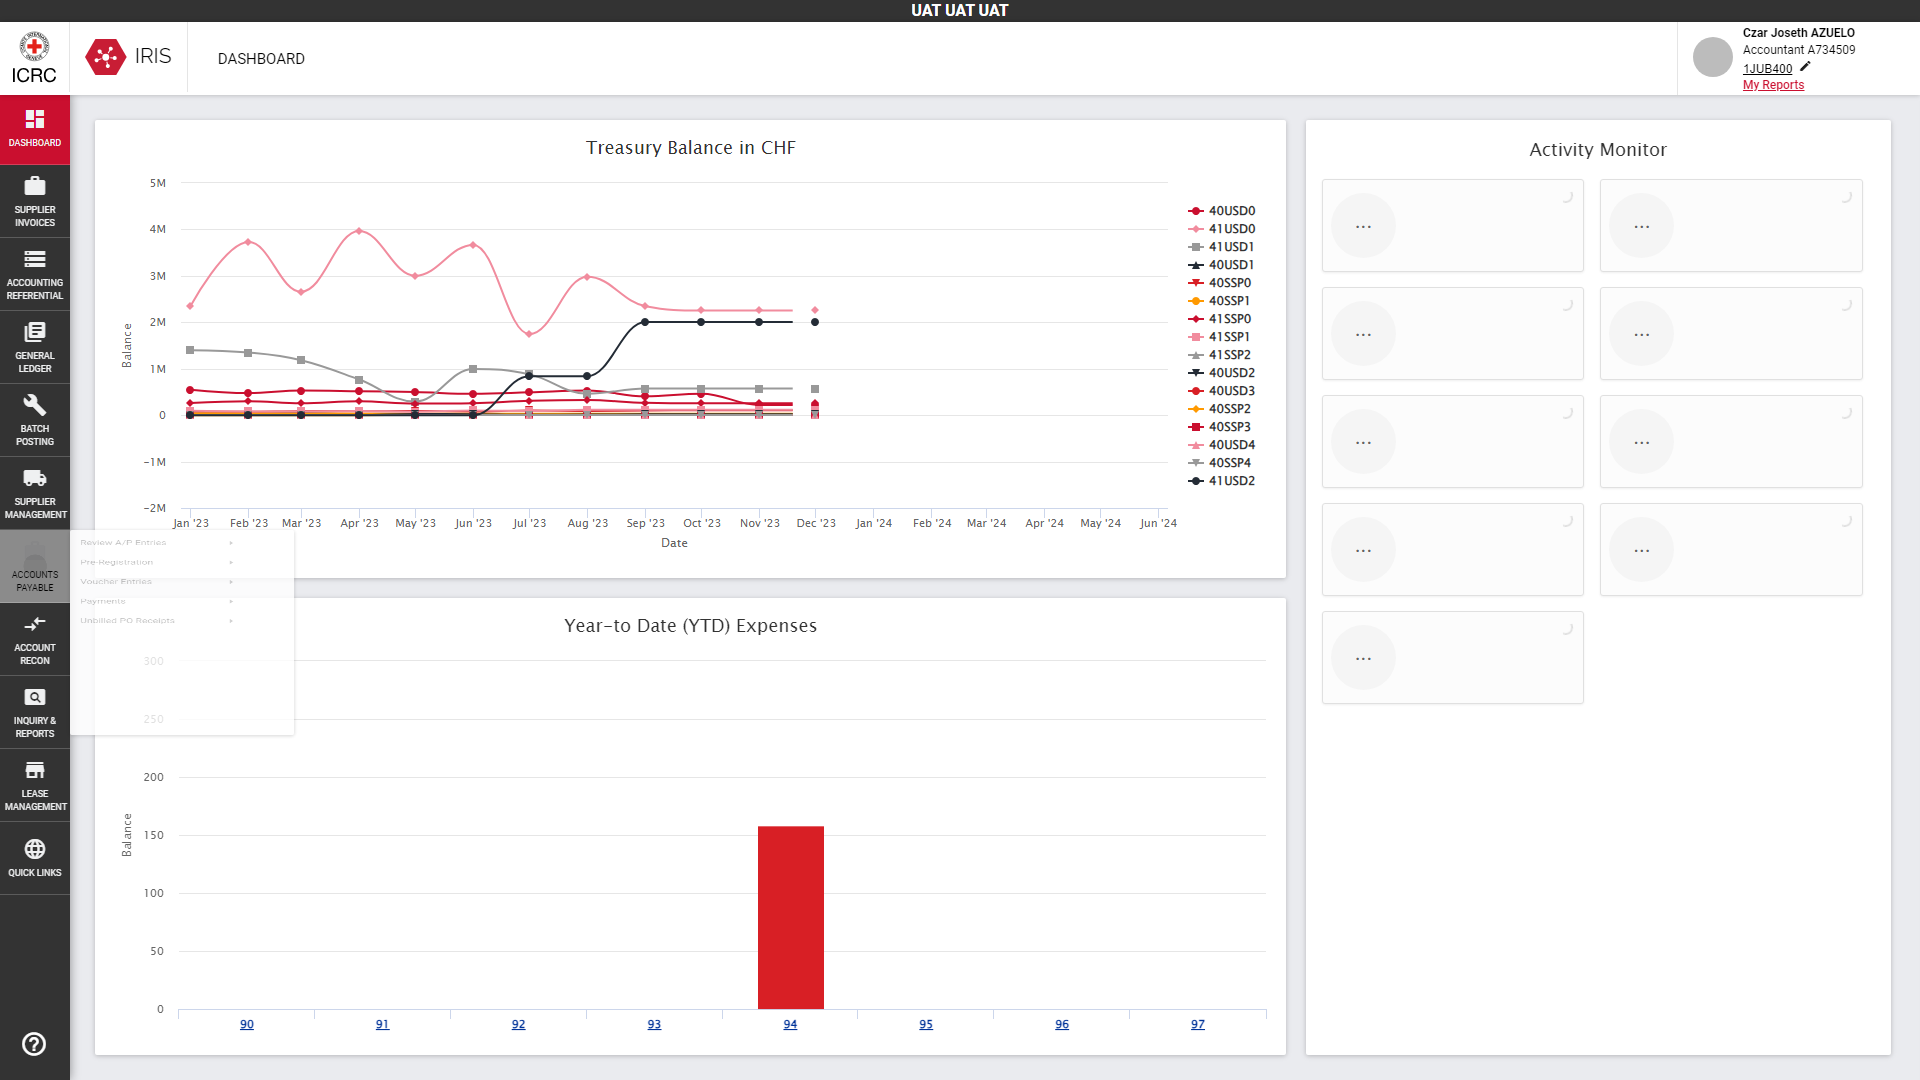 UAT UAT UAT
ICRC
IRIS
DASHBOARD
Czar Joseth AZUELO
Accountant A734509
1JUB400
My Reports
DASHBOARD
SUPPLIER
INVOICES
ACCOUNTING
REFERENTIAL
GENERAL
LEDGER
BATCH
POSTING
SUPPLIER
MANAGEMENT
ACCOUNTS
PAYABLE
ACCOUNT
RECON
INQUIRY &
REPORTS
LEASE
MANAGEMENT
QUICK LINKS
Review A/P Entries
Pre-Registration
Voucher Entries
Payments
Unbilled PO Receipts
Treasury Balance in CHF
Balance
5M
4M
3M
2M
1M
0
-1M
-2M
Jan '23 Feb '23 Mar '23 Apr '23 May '23 Jun '23 Jul '23 Aug '23 Sep '23 Oct '23 Nov '23 Dec '23 Jan '24 Feb '24 Mar '24 Apr '24 May '24 Jun '24
Date
40USD0
41USD0
41USD1
40USD1
40SSP0
40SSP1
41SSP0
41SSP1
41SSP2
40USD2
40USD3
40SSP2
40SSP3
40USD4
40SSP4
41USD2
Year-to Date (YTD) Expenses
Balance
300
250
200
150
100
50
0
90 91 92 93 94 95 96 97
Activity Monitor
... ...
... ...
... ...
... ...
...